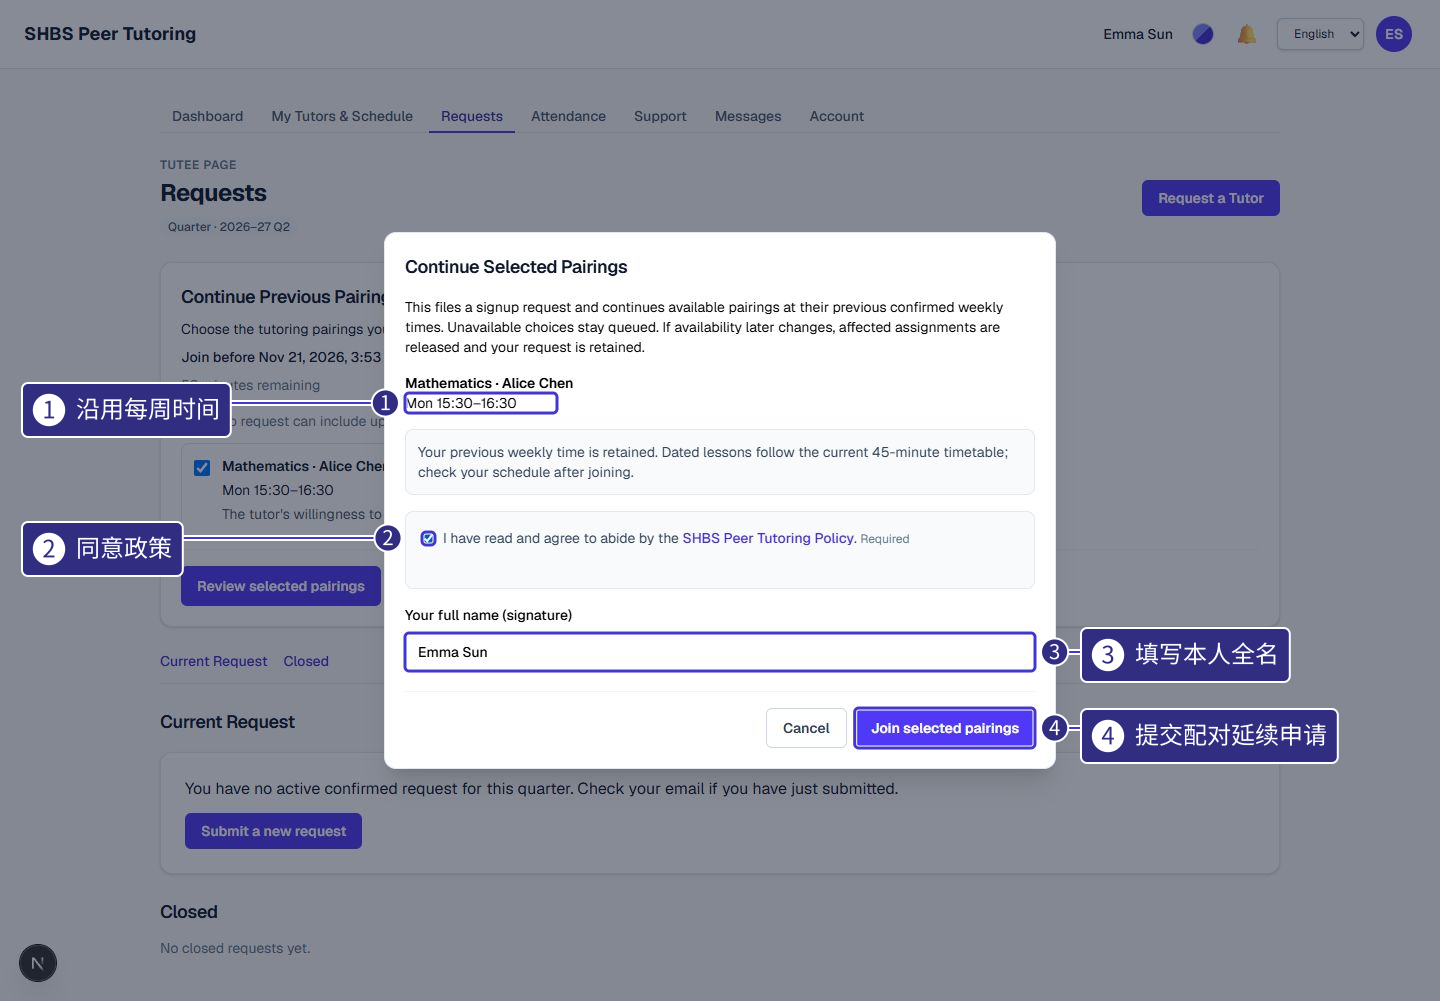 SHBS Peer Tutoring
Emma Sun
English
ES
Dashboard
My Tutors & Schedule
Requests
Attendance
Support
Messages
Account
TUTEE PAGE
Requests
Request a Tutor
Quarter · 2026–27 Q2
Continue Previous Pairing
Choose the tutoring pairings yo
Join before Nov 21, 2026, 3:53
remaining
request can include up
Mathematics · Alice Che
Mon 15:30–16:30
The tutor's willingness to
Review selected pairings
Continue Selected Pairings
This files a signup request and continues available pairings at their previous confirmed weekly
times. Unavailable choices stay queued. If availability later changes, affected assignments are
released and your request is retained.
Mathematics · Alice Chen
Mon 15:30–16:30
Your previous weekly time is retained. Dated lessons follow the current 45-minute timetable;
check your schedule after joining.
I have read and agree to abide by the SHBS Peer Tutoring Policy. Required
Your full name (signature)
Emma Sun
Cancel
Join selected pairings
1 沿用每周时间
1
2 同意政策
2
3
3 填写本人全名
4
4 提交配对延续申请
Current Request
Closed
Current Request
You have no active confirmed request for this quarter. Check your email if you have just submitted.
Submit a new request
Closed
No closed requests yet.
N